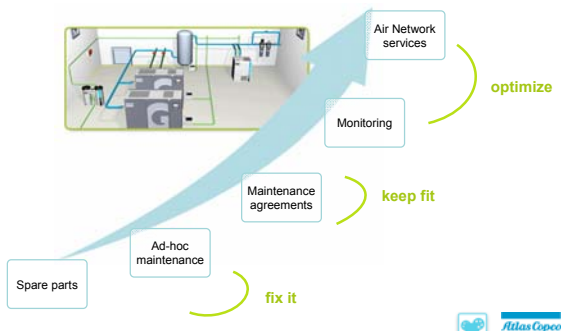 Air Network
services
optimize
Monitoring
Maintenance
agreements
keep fit
Ad-hoc
maintenance
Spare parts
fix it
Atlas Copco